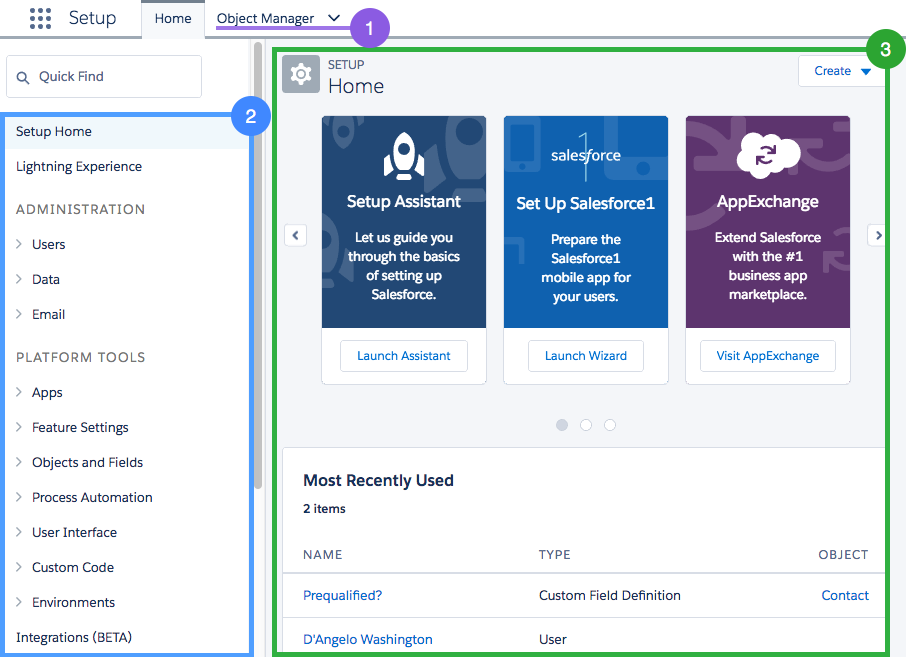 Setup
Home
Object Manager
1
3
Quick Find
2
Setup Home
Lightning Experience
ADMINISTRATION
Users
Data
Email
PLATFORM TOOLS
Apps
Feature Settings
Objects and Fields
Process Automation
User Interface
Custom Code
Environments
Integrations (BETA)
SETUP
Home
Create
Setup Assistant
Let us guide you
through the basics
of setting up
Salesforce.
Launch Assistant
salesforce
1
Set Up Salesforce1
Prepare the
Salesforce1
mobile app for
your users.
Launch Wizard
AppExchange
Extend Salesforce
with the #1
business app
marketplace.
Visit AppExchange
Most Recently Used
2 items
NAME TYPE OBJECT
Prequalified? Custom Field Definition Contact
D'Angelo Washington User